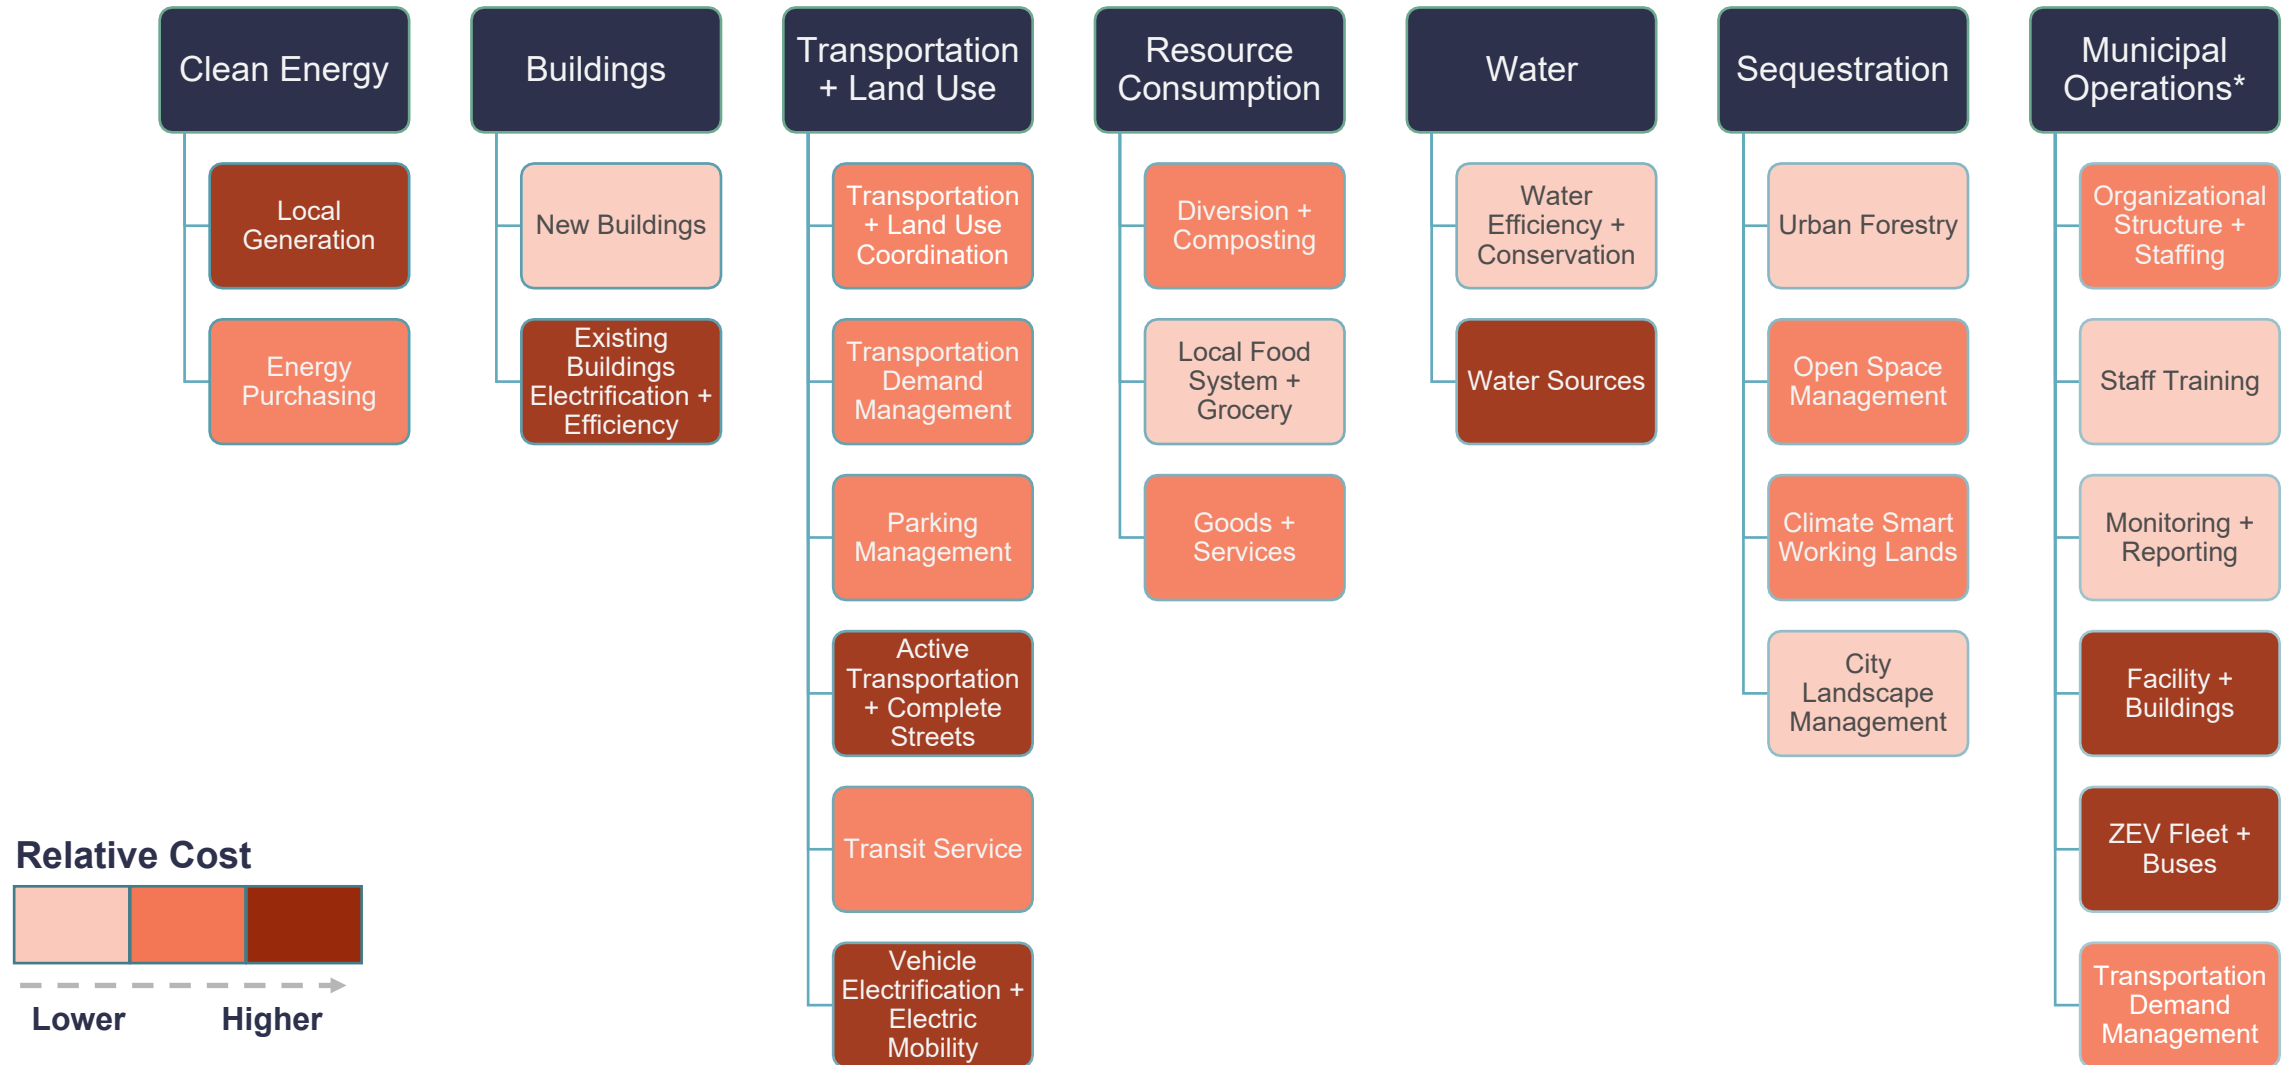 Clean Energy
Local
Generation
Energy
Purchasing
Buildings
New Buildings
Existing
Buildings
Electrification +
Efficiency
Transportation
+ Land Use
Transportation
+ Land Use
Coordination
Transportation
Demand
Management
Parking
Management
Active
Transportation
+ Complete
Streets
Transit Service
Vehicle
Electrification +
Electric
Mobility
Resource
Consumption
Diversion +
Composting
Local Food
System +
Grocery
Goods +
Services
Water
Water
Efficiency +
Conservation
Water Sources
Sequestration
Urban Forestry
Open Space
Management
Climate Smart
Working Lands
City
Landscape
Management
Municipal
Operations*
Organizational
Structure +
Staffing
Staff Training
Monitoring +
Reporting
Facility +
Buildings
ZEV Fleet +
Buses
Transportation
Demand
Management
Relative Cost
Lower Higher